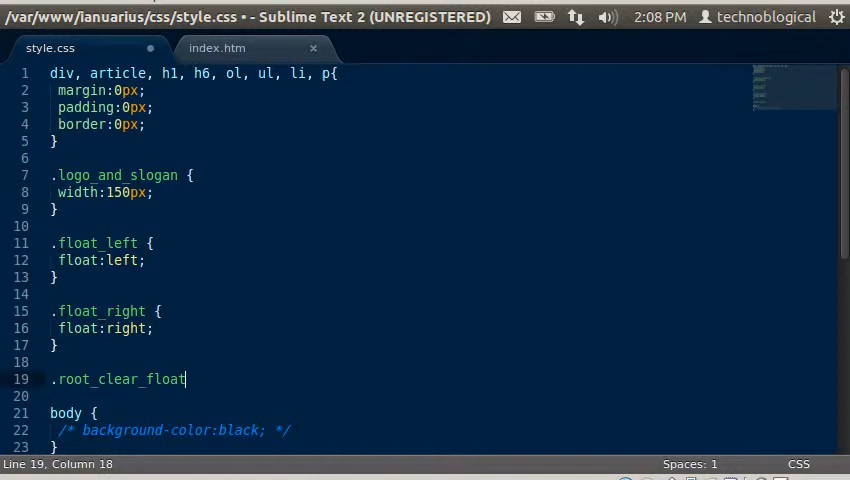 /var/www/ianuarius/css/style.css • - Sublime Text 2 (UNREGISTERED) 2:08 PM technoblogical
style.css index.htm
1 div, article, h1, h6, ol, ul, li, p{
2 margin:0px;
3 padding:0px;
4 border:0px;
5 }
6
7 .logo_and_slogan {
8 width:150px;
9 }
10
11 .float_left {
12 float:left;
13 }
14
15 .float_right {
16 float:right;
17 }
18
19 .root_clear_float
20
21 body {
22 /* background-color:black; */
23 }
Line 19, Column 18 Spaces: 1 CSS